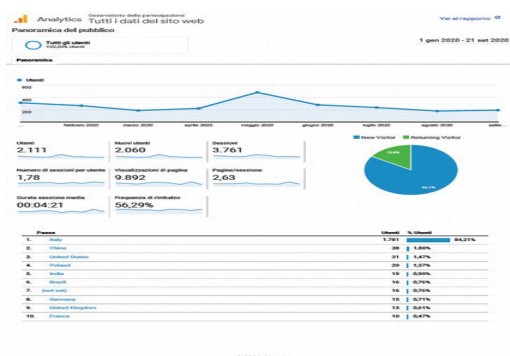 Analytics
Osservatorio della partecipazione
Tutti i dati del sito web
Vai al rapporto
Panoramica del pubblico
Tutti gli utenti
100,00% Utenti
1 gen 2020 - 21 set 2020
Panoramica
Utenti
600
400
200
... febbraio 2020 marzo 2020 aprile 2020 maggio 2020 giugno 2020 luglio 2020 agosto 2020 sette...
Utenti
2.111
Nuovi utenti
2.060
Sessioni
3.761
Numero di sessioni per utente
1,78
Visualizzazioni di pagina
9.892
Pagine/sessione
2,63
Durata sessione media
00:04:21
Frequenza di rimbalzo
56,29%
New Visitor Returning Visitor
Paese Utenti % Utenti
1. Italy 1.781 84,21%
2. China 38 1,80%
3. United States 31 1,47%
4. Poland 29 1,37%
5. India 19 0,90%
6. Brazil 16 0,76%
7. (not set) 16 0,76%
8. Germany 15 0,71%
9. United Kingdom 13 0,61%
10. France 10 0,47%